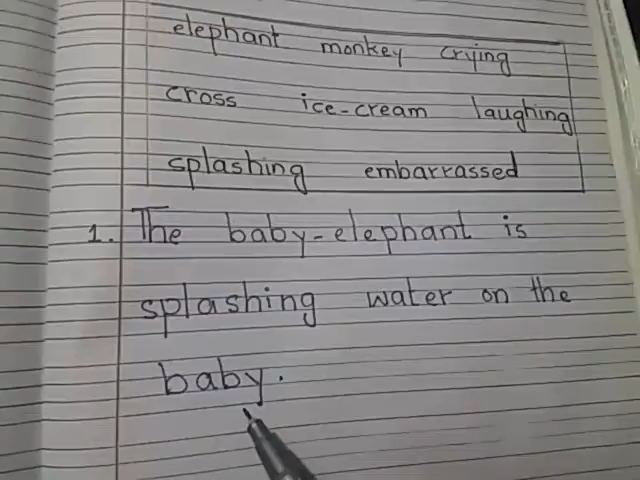 elephant monkey crying
cross ice-cream laughing
splashing embarrassed
1. The baby-elephant is
splashing water on the
baby.